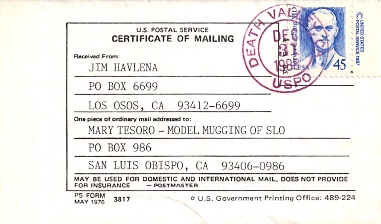 U.S. POSTAL SERVICE
CERTIFICATE OF MAILING
Received From:
JIM HAVLENA
PO BOX 6699
LOS OSOS, CA 93412-6699
One piece of ordinary mail addressed to:
MARY TESORO - MODEL MUGGING OF SLO
PO BOX 986
SAN LUIS OBISPO, CA 93406-0986
MAY BE USED FOR DOMESTIC AND INTERNATIONAL MAIL, DOES NOT PROVIDE
FOR INSURANCE — POSTMASTER
PS FORM
MAY 1976 3817
☆ U.S. Government Printing Office: 489-224
DEATH VALLEY
DEC
31
USPO
45